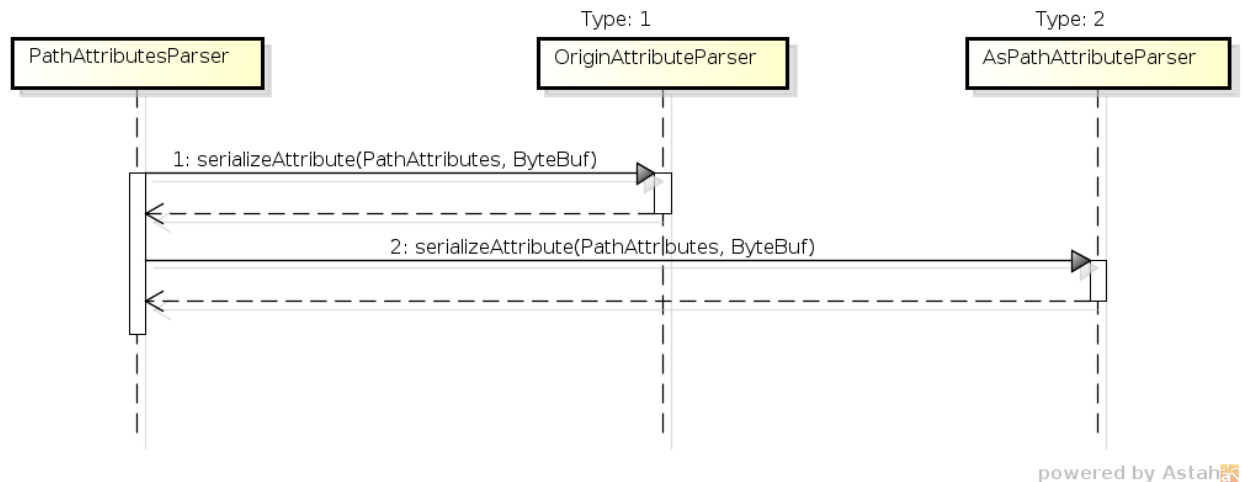 Type: 1
Type: 2
PathAttributesParser
OriginAttributeParser
AsPathAttributeParser
1: serializeAttribute(PathAttributes, ByteBuf)
2: serializeAttribute(PathAttributes, ByteBuf)
powered by Astah